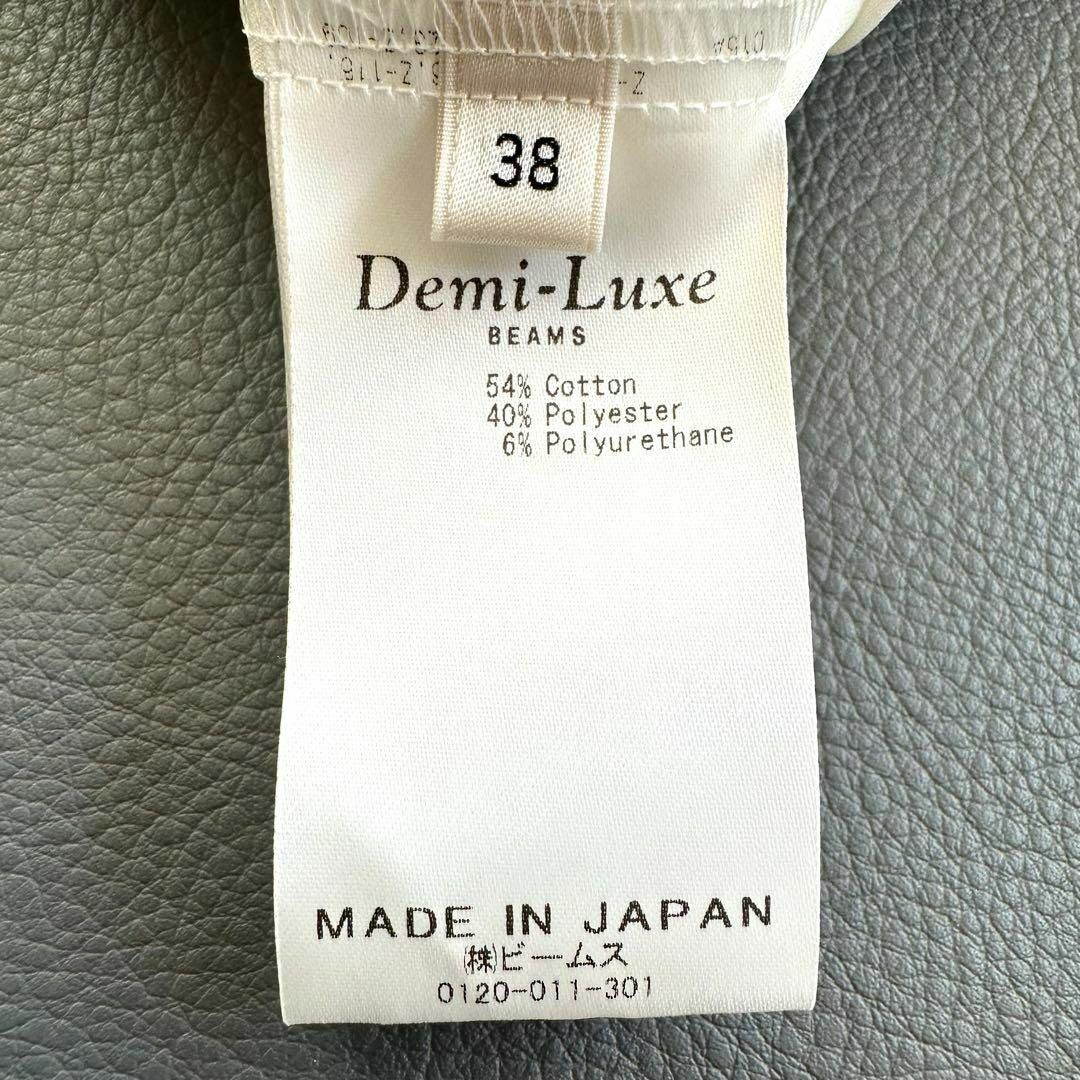 38
Demi-Luxe
BEAMS
54% Cotton
40% Polyester
6% Polyurethane
MADE IN JAPAN
㈱ビームス
0120-011-301